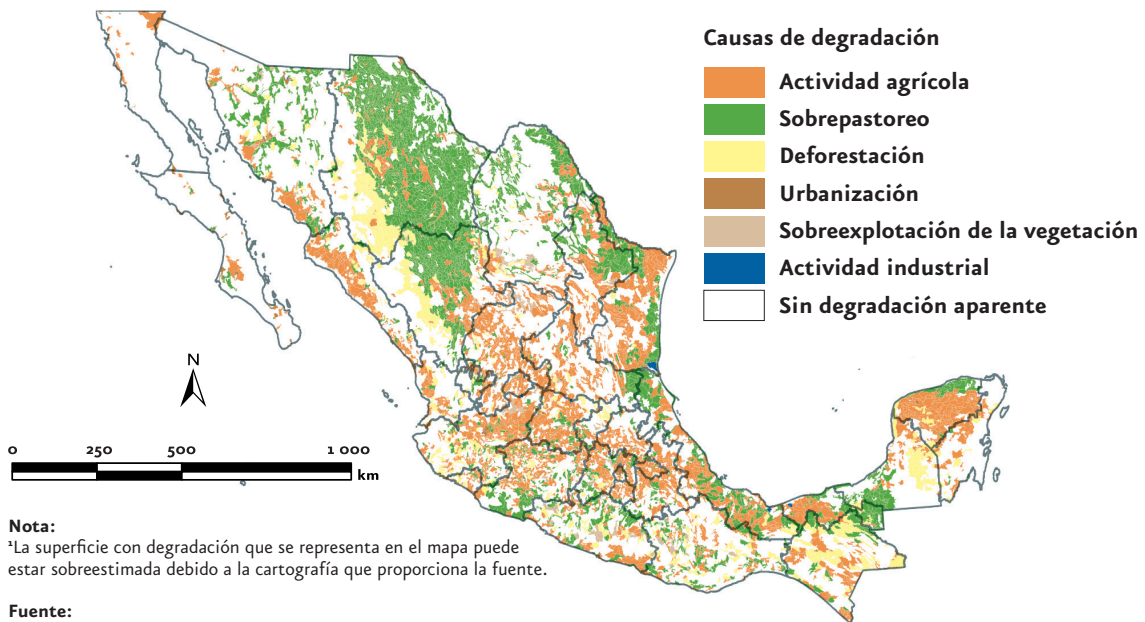 Causas de degradación
Actividad agrícola
Sobrepastoreo
Deforestación
Urbanización
Sobreexplotación de la vegetación
Actividad industrial
Sin degradación aparente
N
0 250 500 1 000
km
Nota:
¹La superficie con degradación que se representa en el mapa puede
estar sobreestimada debido a la cartografía que proporciona la fuente.
Fuente: